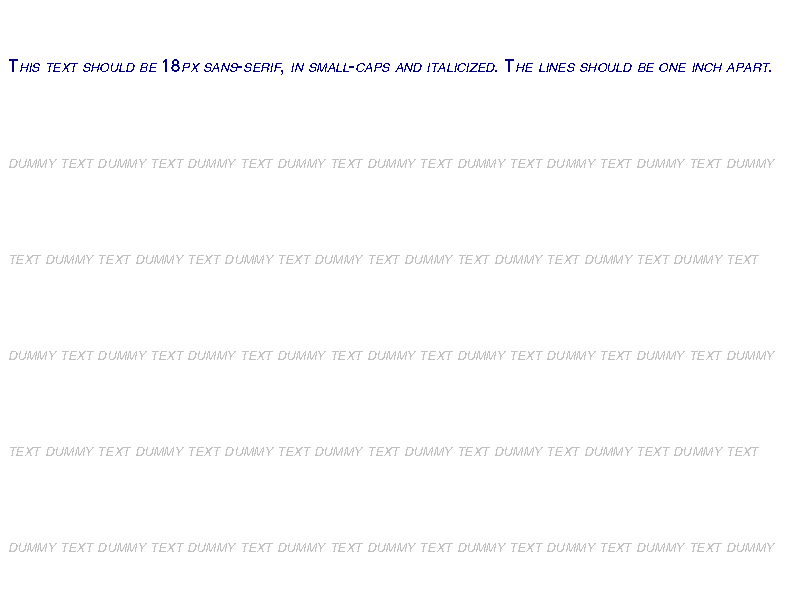 This text should be 18px sans-serif, in small-caps and italicized. The lines should be one inch apart.
dummy text dummy text dummy text dummy text dummy text dummy text dummy text dummy text dummy
text dummy text dummy text dummy text dummy text dummy text dummy text dummy text dummy text
dummy text dummy text dummy text dummy text dummy text dummy text dummy text dummy text dummy
text dummy text dummy text dummy text dummy text dummy text dummy text dummy text dummy text
dummy text dummy text dummy text dummy text dummy text dummy text dummy text dummy text dummy